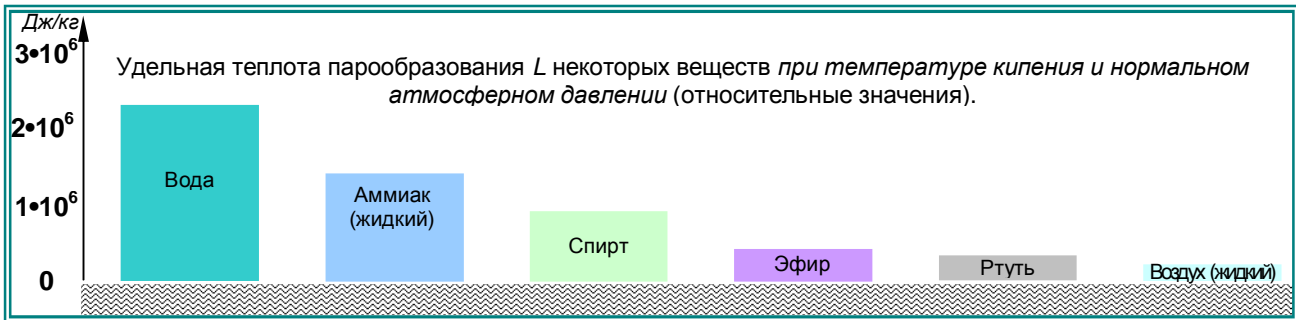 Дж/кг
3•10⁶
Удельная теплота парообразования L некоторых веществ при температуре кипения и нормальном
атмосферном давлении (относительные значения).
2•10⁶
1•10⁶
0
Вода
Аммиак
(жидкий)
Спирт
Эфир
Ртуть
Воздух (жидкий)